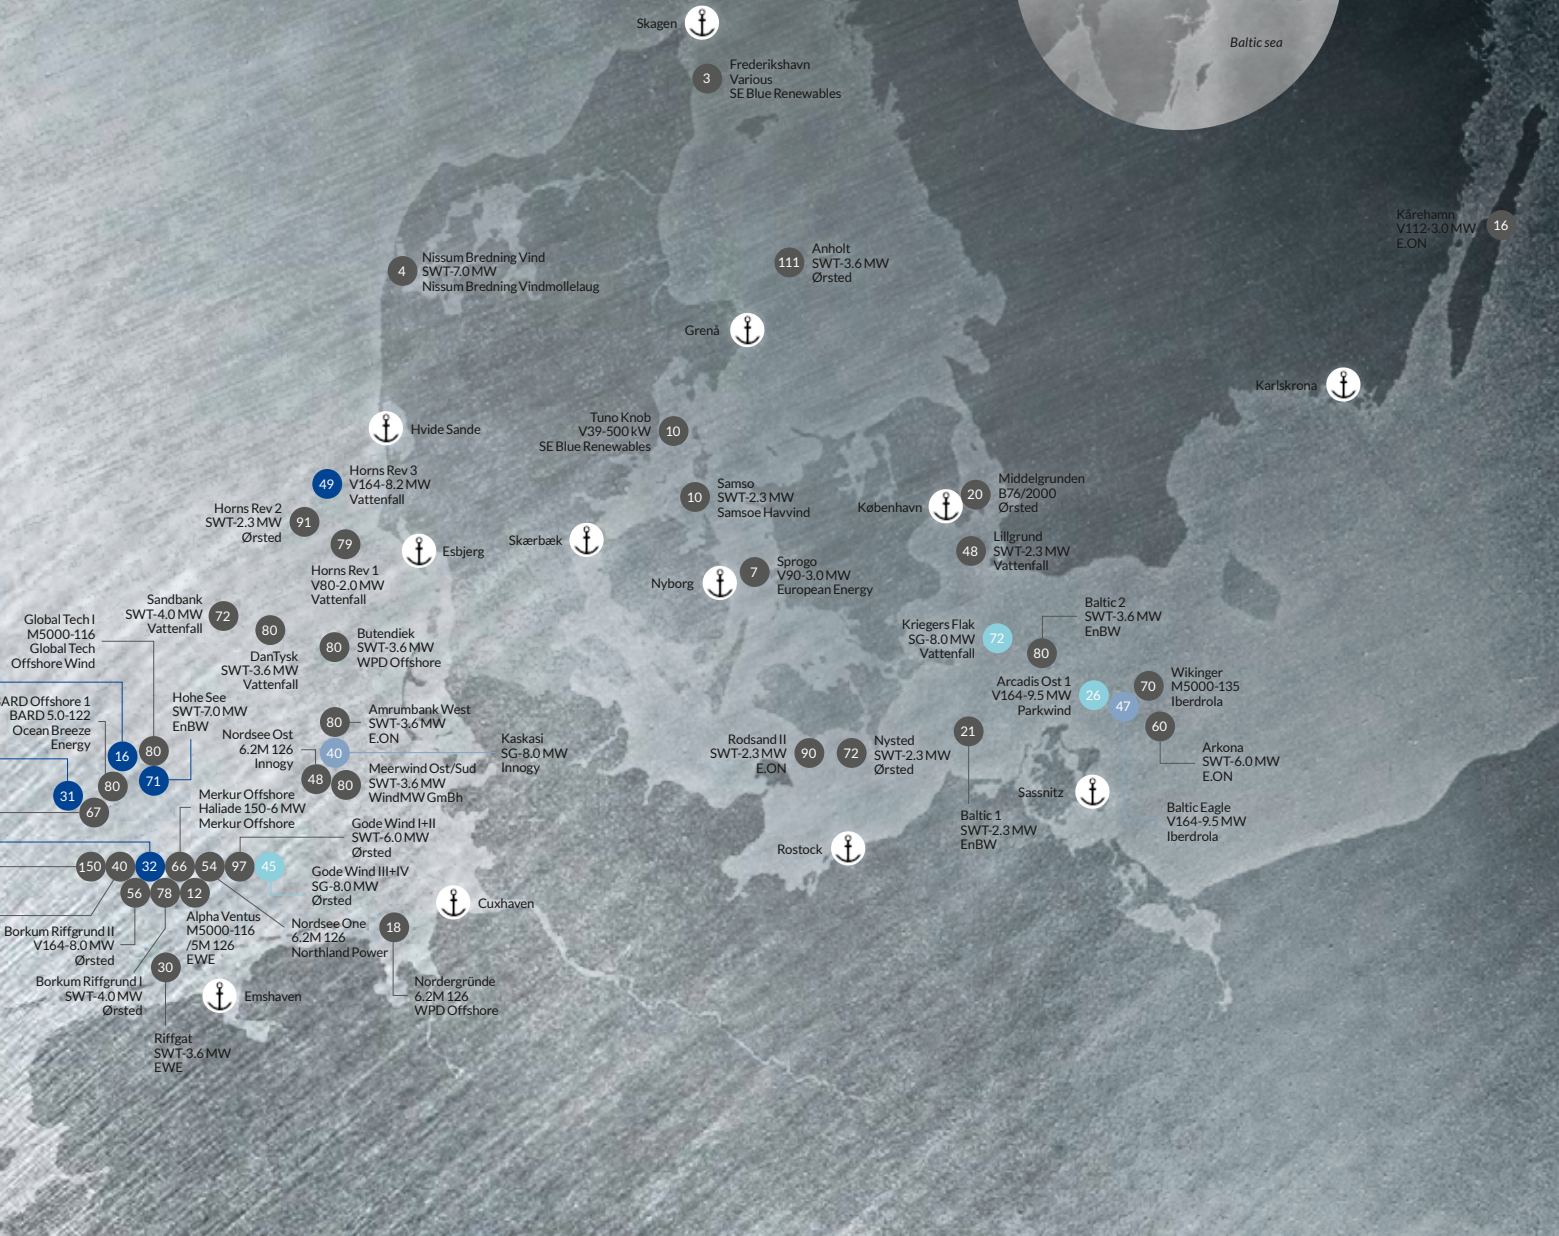 Skagen
3
Frederikshavn
Various
SE Blue Renewables
Baltic sea
Kårehamn
V112-3.0 MW
E.ON
16
4
Nissum Bredning Vind
SWT-7.0 MW
Nissum Bredning Vindmollelaug
111
Anholt
SWT-3.6 MW
Ørsted
Grenå
Karlskrona
Hvide Sande
Tuno Knob
V39-500 kW
SE Blue Renewables
10
49
Horns Rev 3
V164-8.2 MW
Vattenfall
Horns Rev 2
SWT-2.3 MW
Ørsted
91
79
Horns Rev 1
V80-2.0 MW
Vattenfall
Esbjerg
Skærbæk
10
Samso
SWT-2.3 MW
Samsoe Havvind
København
20
Middelgrunden
B76/2000
Ørsted
48
Lillgrund
SWT-2.3 MW
Vattenfall
Nyborg
7
Sprogo
V90-3.0 MW
European Energy
Sandbank
SWT-4.0 MW
Vattenfall
72
80
DanTysk
SWT-3.6 MW
Vattenfall
80
Butendiek
SWT-3.6 MW
WPD Offshore
Global Tech I
M5000-116
Global Tech
Offshore Wind
Kriegers Flak
SG-8.0 MW
Vattenfall
72
Baltic 2
SWT-3.6 MW
EnBW
80
Arcadis Ost 1
V164-9.5 MW
Parkwind
26
47
70
Wikinger
M5000-135
Iberdrola
60
Arkona
SWT-6.0 MW
E.ON
BARD Offshore 1
BARD 5.0-122
Ocean Breeze
Energy
Hohe See
SWT-7.0 MW
EnBW
80
Amrumbank West
SWT-3.6 MW
E.ON
Nordsee Ost
6.2M 126
Innogy
40
Kaskasi
SG-8.0 MW
Innogy
16
80
71
48
80
Meerwind Ost/Sud
SWT-3.6 MW
WindMW GmBh
31
80
67
Rodsand II
SWT-2.3 MW
E.ON
90
72
Nysted
SWT-2.3 MW
Ørsted
21
Baltic 1
SWT-2.3 MW
EnBW
Sassnitz
Baltic Eagle
V164-9.5 MW
Iberdrola
Rostock
Merkur Offshore
Haliade 150-6 MW
Merkur Offshore
Gode Wind I+II
SWT-6.0 MW
Ørsted
150
40
32
66
54
97
45
Gode Wind III+IV
SG-8.0 MW
Ørsted
56
78
12
Alpha Ventus
M5000-116
/5M 126
EWE
Cuxhaven
Nordsee One
6.2M 126
Northland Power
18
Borkum Riffgrund II
V164-8.0 MW
Ørsted
Borkum Riffgrund I
SWT-4.0 MW
Ørsted
30
Emshaven
Nordergründe
6.2M 126
WPD Offshore
Riffgat
SWT-3.6 MW
EWE